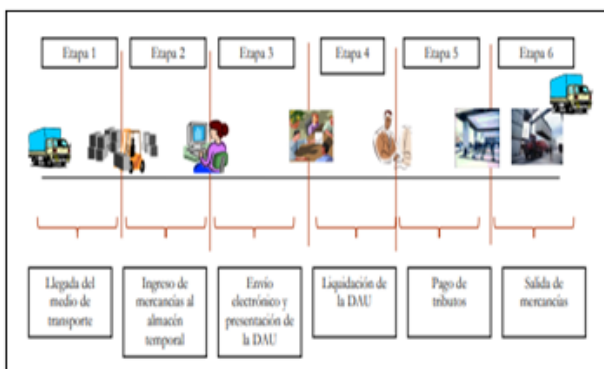 Etapa 1
Etapa 2
Etapa 3
Etapa 4
Etapa 5
Etapa 6
Llegada del
medio de
transporte
Ingreso de
mercancías al
almacén
temporal
Envío
electrónico y
presentación de
la DAU
Liquidación de
la DAU
Pago de
tributos
Salida de
mercancías